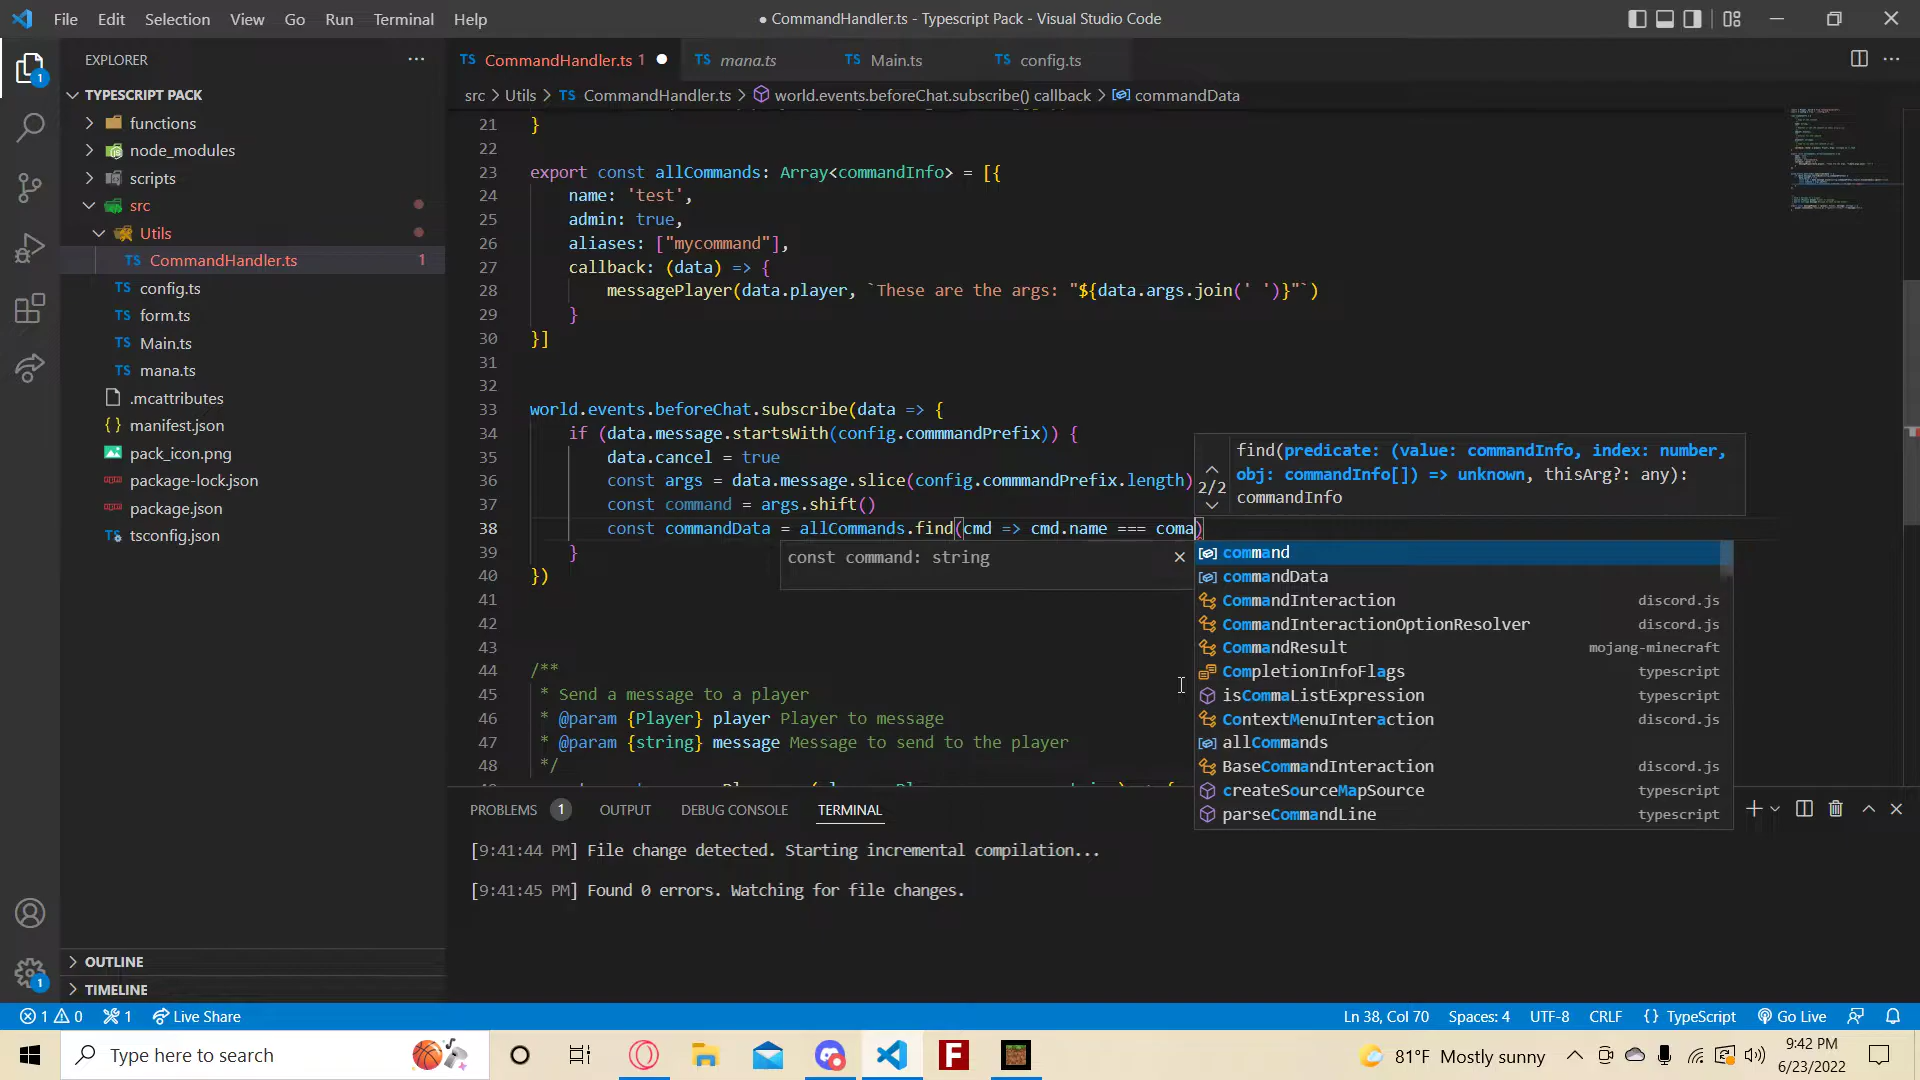 File Edit Selection View Go Run Terminal Help
● CommandHandler.ts - Typescript Pack - Visual Studio Code
EXPLORER
TS CommandHandler.ts 1
TS mana.ts
TS Main.ts
TS config.ts
TYPESCRIPT PACK
src > Utils > TS CommandHandler.ts > world.events.beforeChat.subscribe() callback > commandData
functions
node_modules
scripts
src
Utils
TS CommandHandler.ts 1
TS config.ts
TS form.ts
TS Main.ts
TS mana.ts
.mcattributes
{} manifest.json
pack_icon.png
package-lock.json
package.json
tsconfig.json
OUTLINE
TIMELINE
21 }
22
23 export const allCommands: Array<commandInfo> = [{
24 name: 'test',
25 admin: true,
26 aliases: ["mycommand"],
27 callback: (data) => {
28 messagePlayer(data.player, `These are the args: "${data.args.join(' ')}"`)
29 }
30 }]
31
32
33 world.events.beforeChat.subscribe(data => {
34 if (data.message.startsWith(config.commmandPrefix)) {
35 data.cancel = true
36 const args = data.message.slice(config.commmandPrefix.length)
37 const command = args.shift()
38 const commandData = allCommands.find(cmd => cmd.name === coma)
39 }
40 })
41
42
43
44 /**
45 * Send a message to a player
46 * @param {Player} player Player to message
47 * @param {string} message Message to send to the player
48 */
2/2
find(predicate: (value: commandInfo, index: number,
obj: commandInfo[]) => unknown, thisArg?: any):
commandInfo
const command: string
command
commandData
CommandInteraction discord.js
CommandInteractionOptionResolver discord.js
CommandResult mojang-minecraft
CompletionInfoFlags typescript
isCommaListExpression typescript
ContextMenuInteraction discord.js
allCommands
BaseCommandInteraction discord.js
createSourceMapSource typescript
parseCommandLine typescript
PROBLEMS 1 OUTPUT DEBUG CONSOLE TERMINAL
[9:41:44 PM] File change detected. Starting incremental compilation...
[9:41:45 PM] Found 0 errors. Watching for file changes.
1 0 1 Live Share
Ln 38, Col 70 Spaces: 4 UTF-8 CRLF {} TypeScript Go Live
Type here to search
81°F Mostly sunny
9:42 PM
6/23/2022